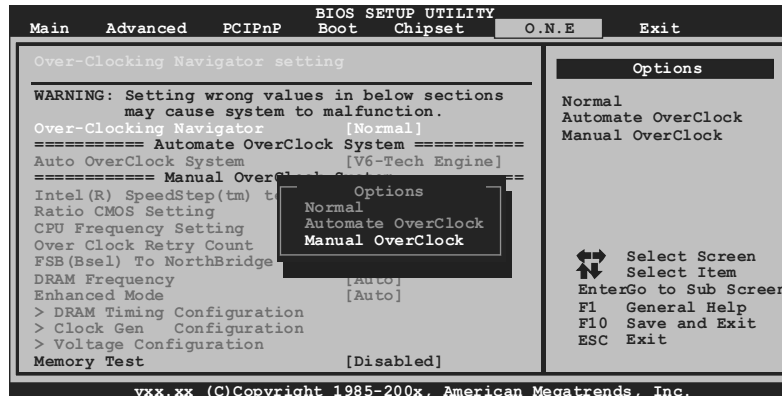 BIOS SETUP UTILITY
Main Advanced PCIPnP Boot Chipset O.N.E Exit
Over-Clocking Navigator setting
WARNING: Setting wrong values in below sections
may cause system to malfunction.
Over-Clocking Navigator [Normal]
=========== Automate OverClock System ===========
Auto OverClock System [V6-Tech Engine]
============ Manual OverClock System ==
Intel(R) SpeedStep(tm) t
Ratio CMOS Setting
CPU Frequency Setting
Over Clock Retry Count
FSB(Bsel) To NorthBridge
DRAM Frequency [Auto]
Enhanced Mode [Auto]
> DRAM Timing Configuration
> Clock Gen Configuration
> Voltage Configuration
Memory Test [Disabled]
Options
Normal
Automate OverClock
Manual OverClock
Options
Normal
Automate OverClock
Manual OverClock
Select Screen
Select Item
EnterGo to Sub Screen
F1 General Help
F10 Save and Exit
ESC Exit
vxx.xx (C)Copyright 1985-200x, American Megatrends, Inc.